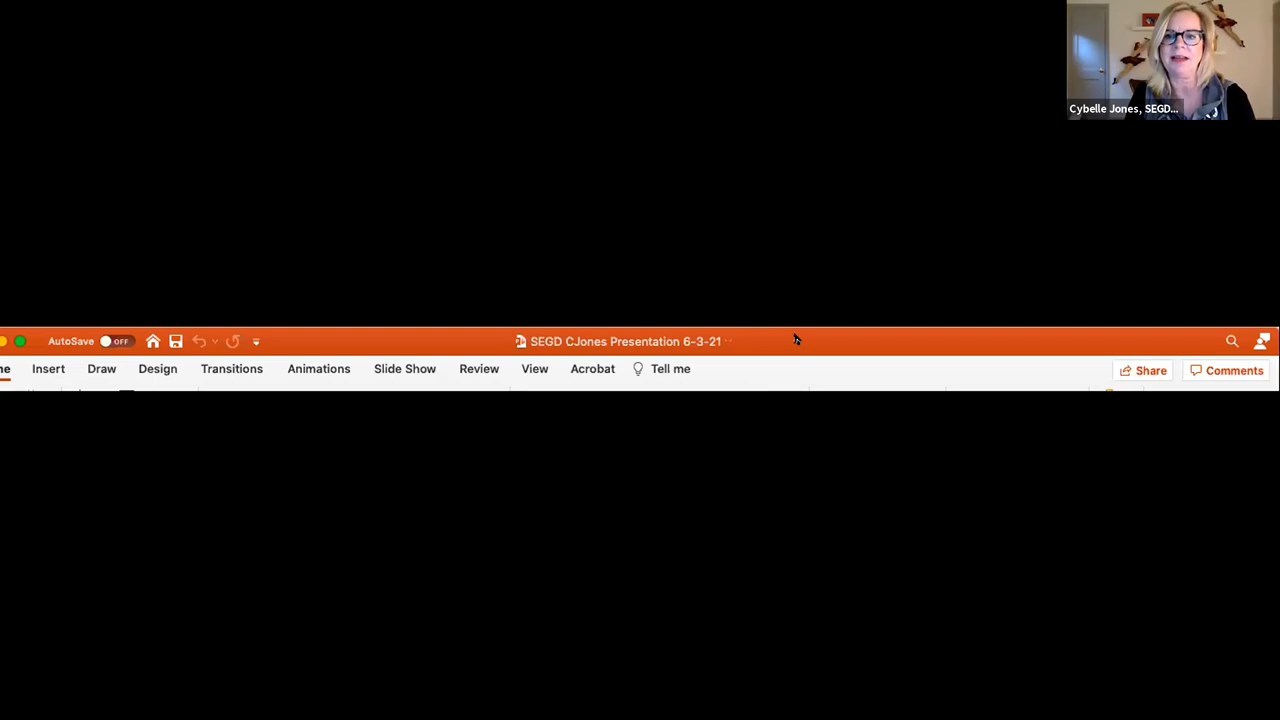 Cybelle Jones, SEGD...
AutoSave OFF
SEGD CJones Presentation 6-3-21
Insert Draw Design Transitions Animations Slide Show Review View Acrobat Tell me
Share Comments